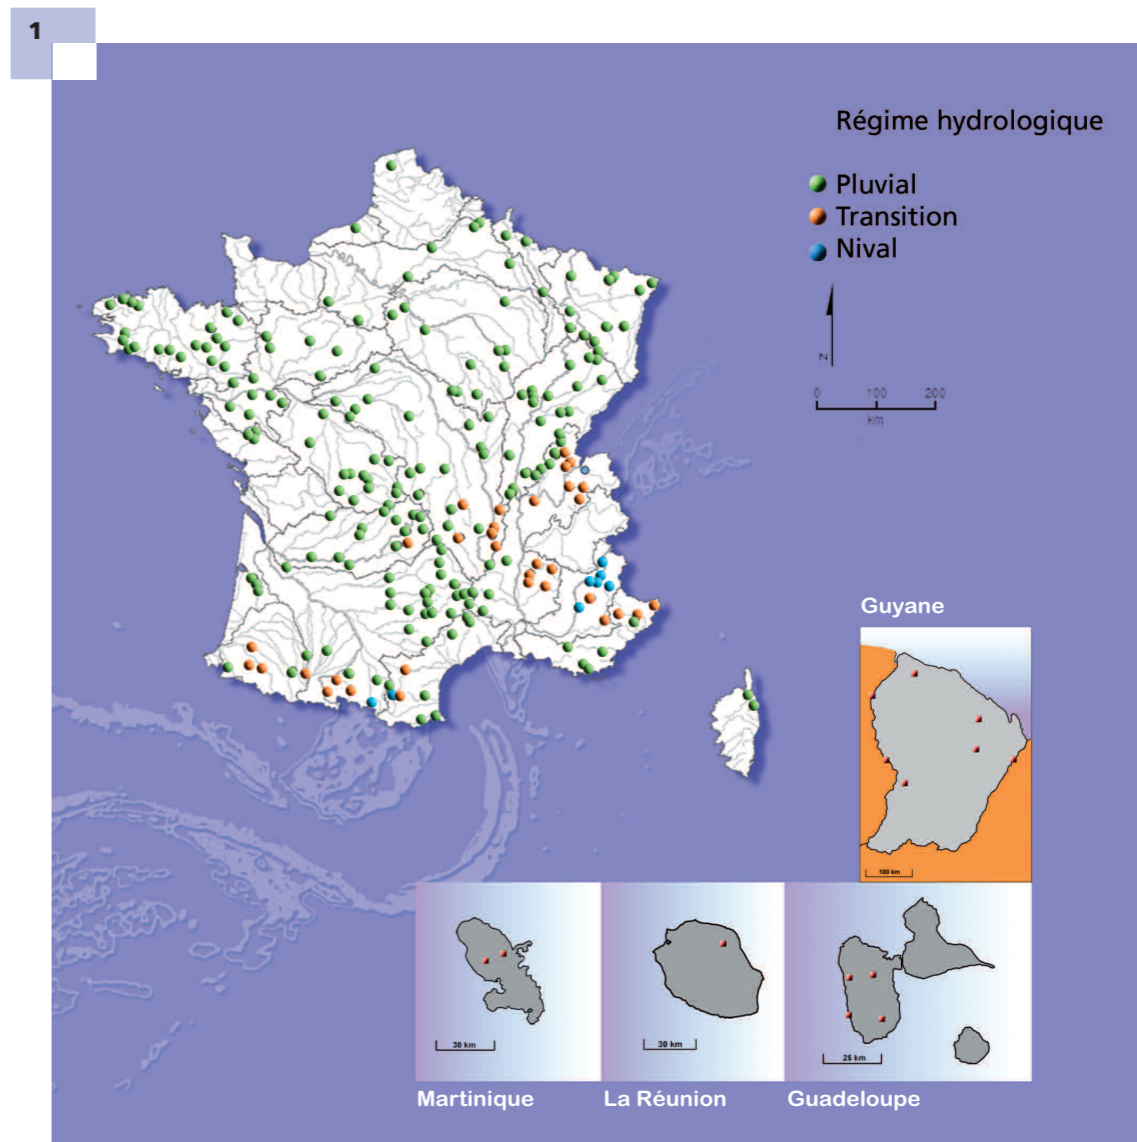 1
Régime hydrologique
Pluvial
Transition
Nival
N
0 100 200
km
Guyane
100 km
30 km
30 km
25 km
Martinique
La Réunion
Guadeloupe